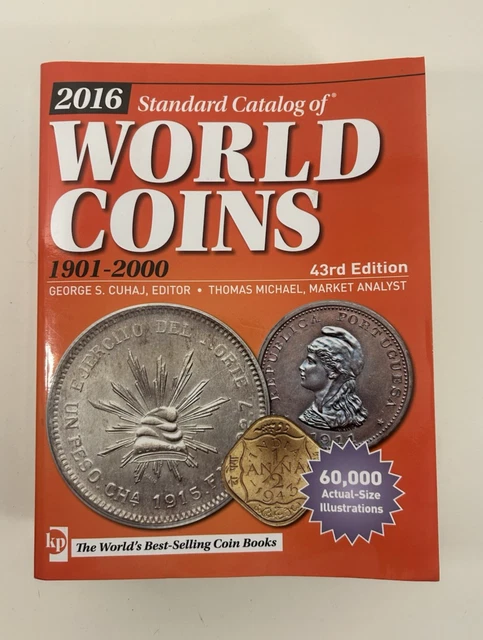 2016 Standard Catalog of®
WORLD
COINS
1901-2000
43rd Edition
GEORGE S. CUHAJ, EDITOR • THOMAS MICHAEL, MARKET ANALYST
UN PESO CHA 1915. EJERCITO DEL NORTE
REPUBLICA PORTUGUESA
1/2
ANNA
60,000
Actual-Size
Illustrations
kp
The World's Best-Selling Coin Books